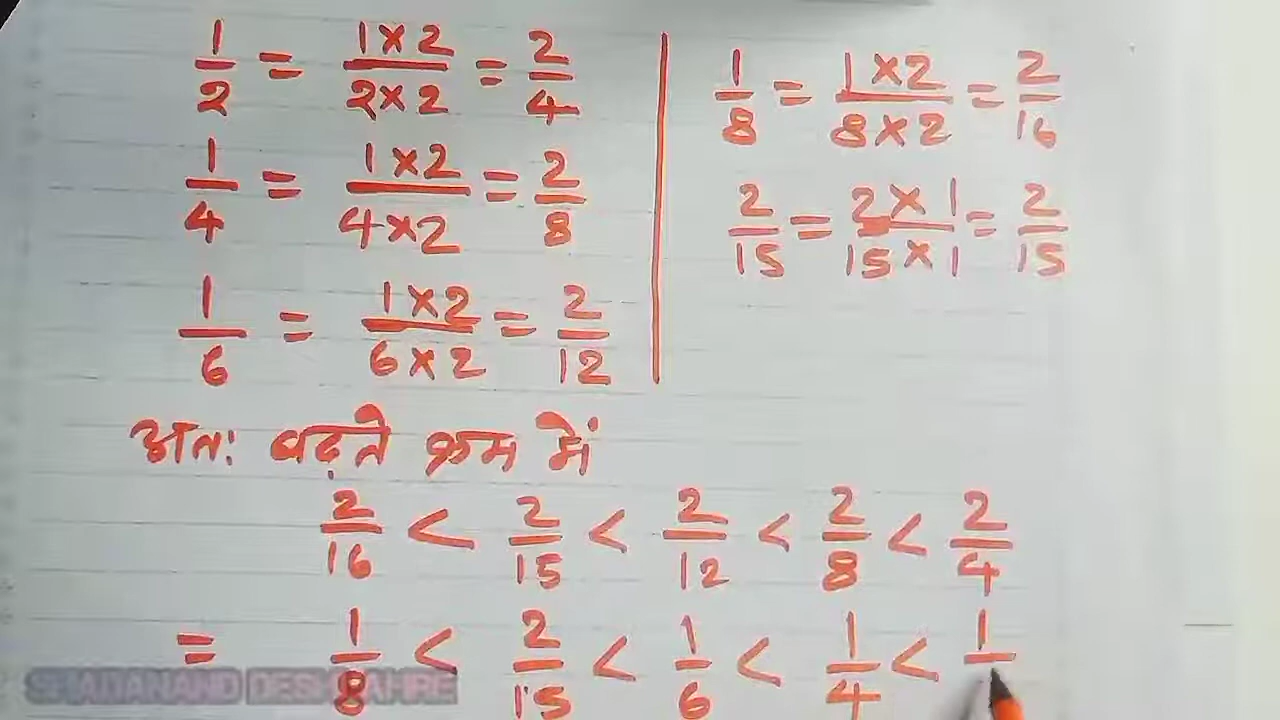 1/2 = 1×2/2×2 = 2/4
1/4 = 1×2/4×2 = 2/8
1/6 = 1×2/6×2 = 2/12
1/8 = 1×2/8×2 = 2/16
2/15 = 2×1/15×1 = 2/15
अतः बढ़ते क्रम में
2/16 < 2/15 < 2/12 < 2/8 < 2/4
= 1/8 < 2/15 < 1/6 < 1/4 < 1/